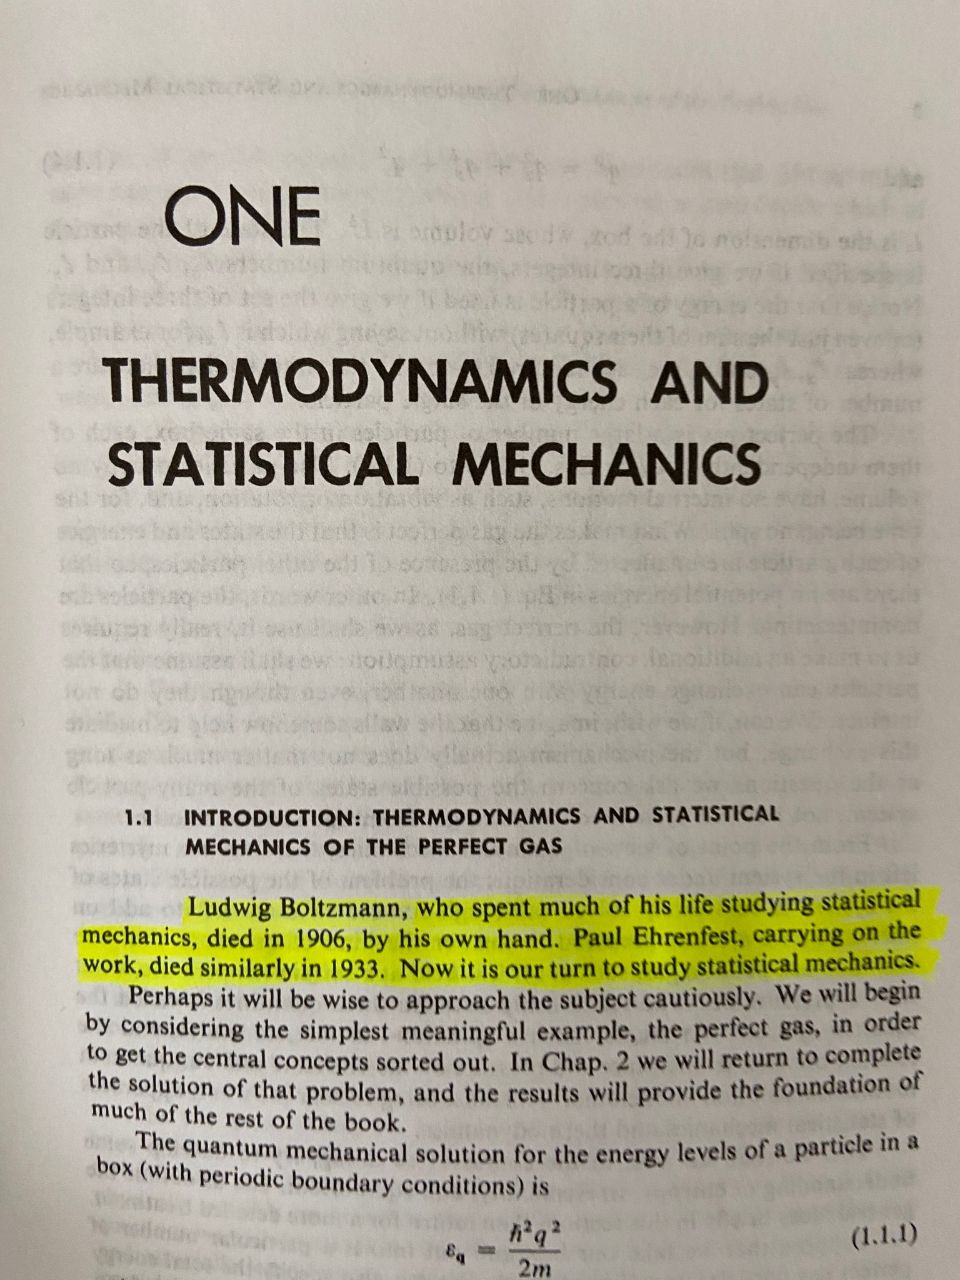 ONE
THERMODYNAMICS AND
STATISTICAL MECHANICS
1.1 INTRODUCTION: THERMODYNAMICS AND STATISTICAL
MECHANICS OF THE PERFECT GAS
Ludwig Boltzmann, who spent much of his life studying statistical
mechanics, died in 1906, by his own hand. Paul Ehrenfest, carrying on the
work, died similarly in 1933. Now it is our turn to study statistical mechanics.
Perhaps it will be wise to approach the subject cautiously. We will begin
by considering the simplest meaningful example, the perfect gas, in order
to get the central concepts sorted out. In Chap. 2 we will return to complete
the solution of that problem, and the results will provide the foundation of
much of the rest of the book.
The quantum mechanical solution for the energy levels of a particle in a
box (with periodic boundary conditions) is
ε_q = ħ²q² / 2m (1.1.1)